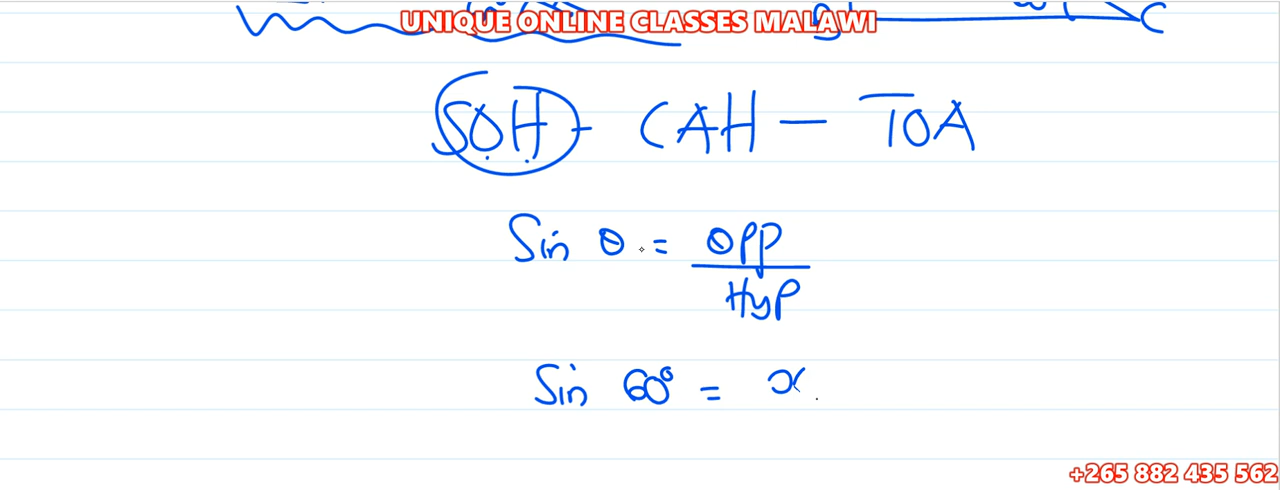 UNIQUE ONLINE CLASSES MALAWI
C
SOH - CAH - TOA
Sin θ = Opp
Hyp
Sin 60° = x
+265 882 435 562